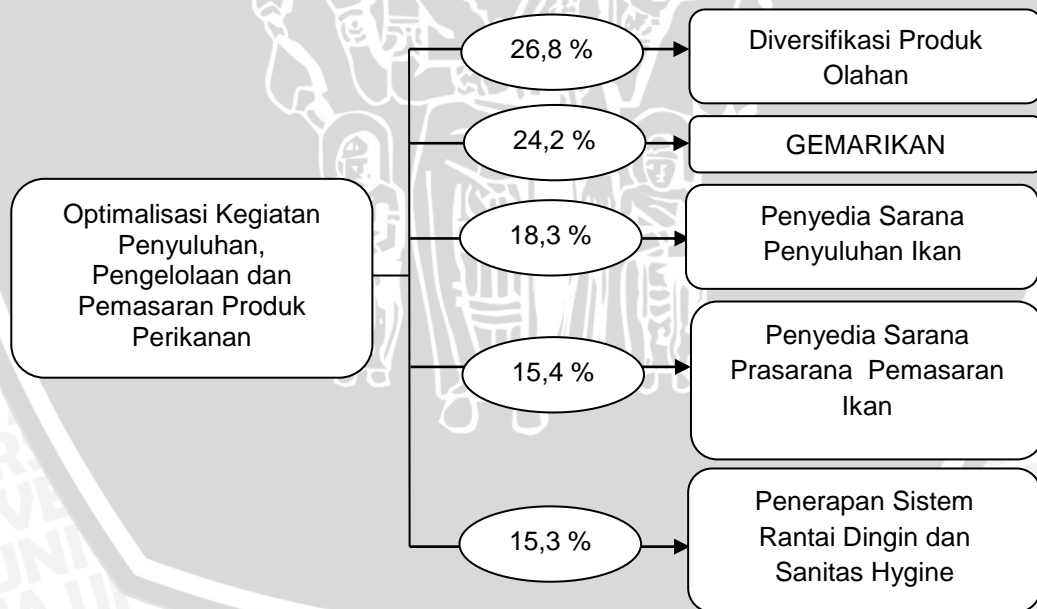 Optimalisasi Kegiatan
Penyuluhan,
Pengelolaan dan
Pemasaran Produk
Perikanan
26,8 %
Diversifikasi Produk
Olahan
24,2 %
GEMARIKAN
18,3 %
Penyedia Sarana
Penyuluhan Ikan
15,4 %
Penyedia Sarana
Prasarana Pemasaran
Ikan
15,3 %
Penerapan Sistem
Rantai Dingin dan
Sanitas Hygine